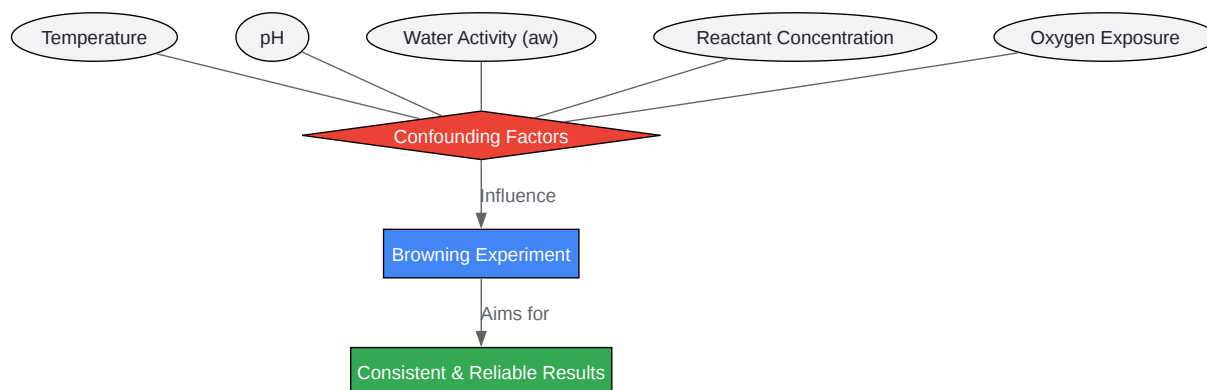 Temperature
pH
Water Activity (aw)
Reactant Concentration
Oxygen Exposure
Confounding Factors
Influence
Browning Experiment
Aims for
Consistent & Reliable Results